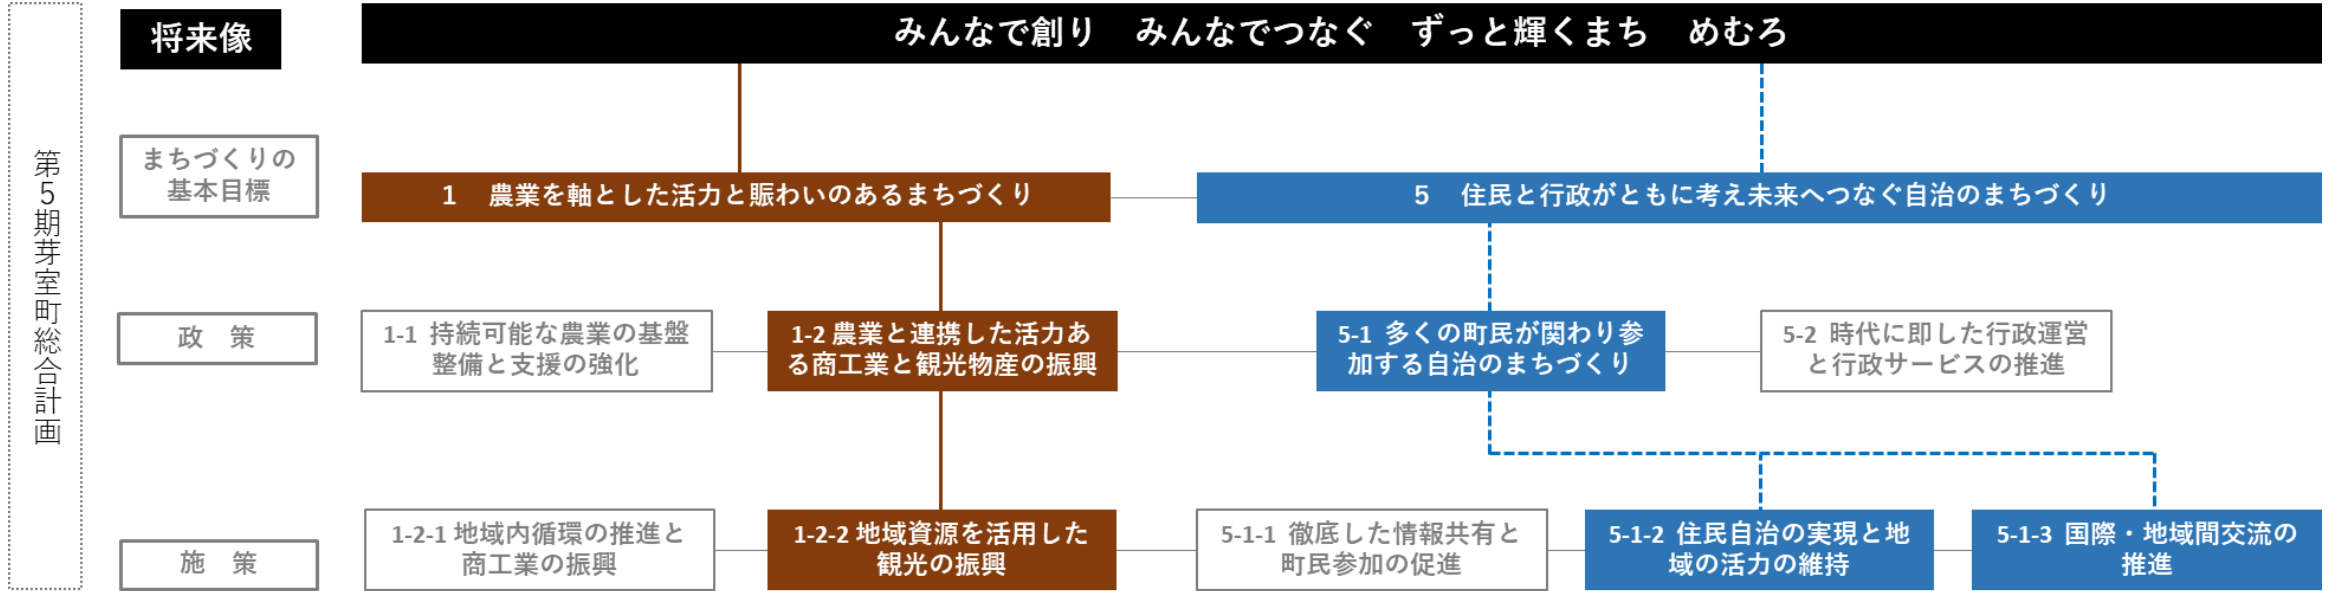 第5期芽室町総合計画
将来像
みんなで創り　みんなでつなぐ　ずっと輝くまち　めむろ
まちづくりの
基本目標
1　農業を軸とした活力と賑わいのあるまちづくり
5　住民と行政がともに考え未来へつなぐ自治のまちづくり
政　策
1-1 持続可能な農業の基盤
整備と支援の強化
1-2 農業と連携した活力あ
る商工業と観光物産の振興
5-1 多くの町民が関わり参
加する自治のまちづくり
5-2 時代に即した行政運営
と行政サービスの推進
施　策
1-2-1 地域内循環の推進と
商工業の振興
1-2-2 地域資源を活用した
観光の振興
5-1-1 徹底した情報共有と
町民参加の促進
5-1-2 住民自治の実現と地
域の活力の維持
5-1-3 国際・地域間交流の
推進